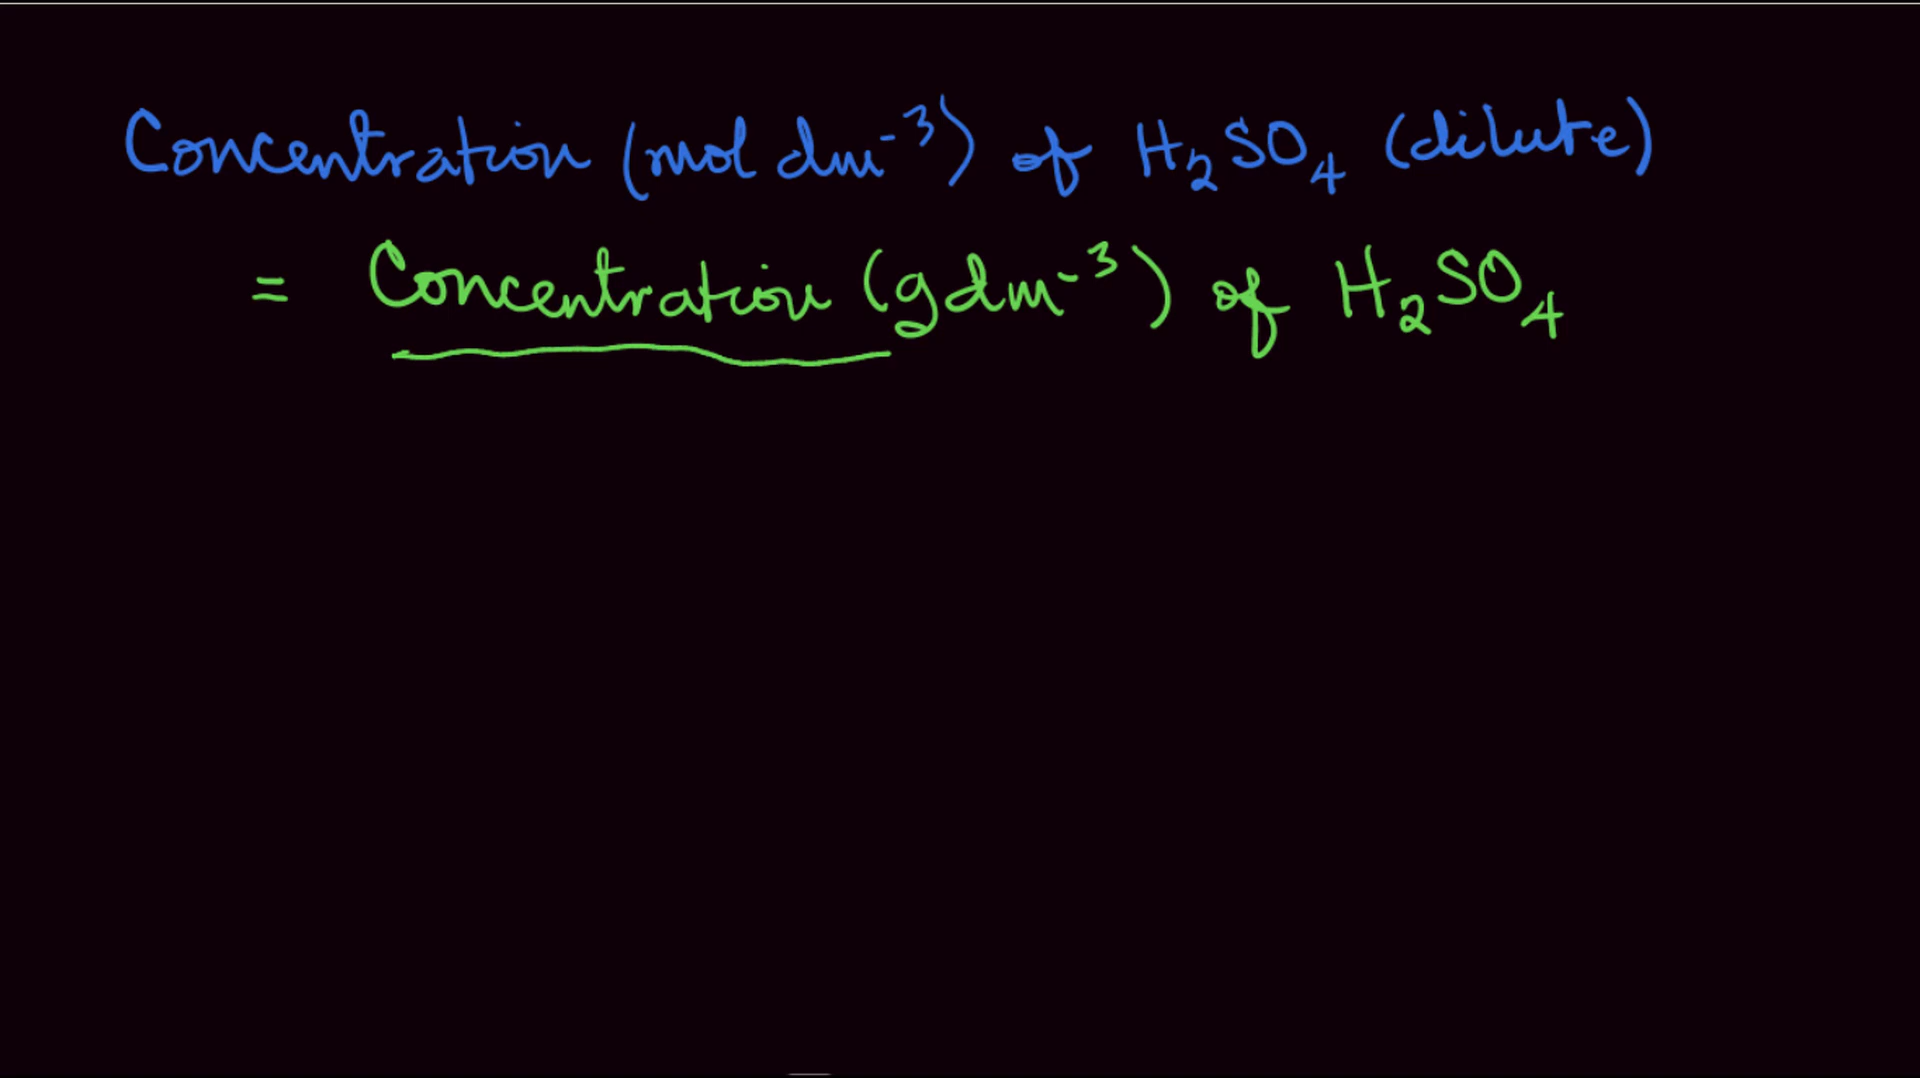 Concentration (mol dm⁻³) of H₂SO₄ (dilute)
= Concentration (g dm⁻³) of H₂SO₄